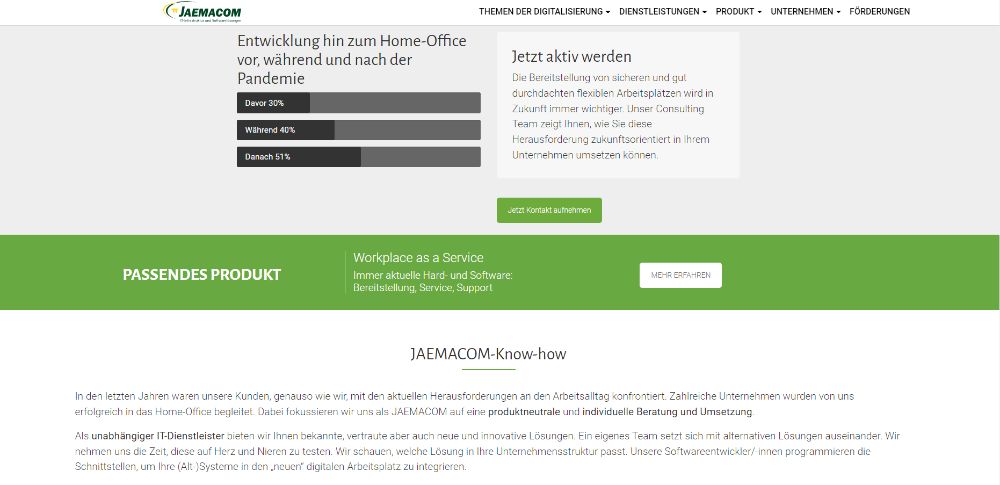 JAEMACOM
THEMEN DER DIGITALISIERUNG DIENSTLEISTUNGEN PRODUKT UNTERNEHMEN FÖRDERUNGEN
Entwicklung hin zum Home-Office
vor, während und nach der
Pandemie
Davor 30%
Während 40%
Danach 51%
Jetzt aktiv werden
Die Bereitstellung von sicheren und gut
durchdachten flexiblen Arbeitsplätzen wird in
Zukunft immer wichtiger. Unser Consulting
Team zeigt Ihnen, wie Sie diese
Herausforderung zukunftsorientiert in Ihrem
Unternehmen umsetzen können.
Jetzt Kontakt aufnehmen
PASSENDES PRODUKT
Workplace as a Service
Immer aktuelle Hard- und Software:
Bereitstellung, Service, Support
MEHR ERFAHREN
JAEMACOM-Know-how
In den letzten Jahren waren unsere Kunden, genauso wie wir, mit den aktuellen Herausforderungen an den Arbeitsalltag konfrontiert. Zahlreiche Unternehmen wurden von uns
erfolgreich in das Home-Office begleitet. Dabei fokussieren wir uns als JAEMACOM auf eine produktneutrale und individuelle Beratung und Umsetzung.
Als unabhängiger IT-Dienstleister bieten wir Ihnen bekannte, vertraute aber auch neue und innovative Lösungen. Ein eigenes Team setzt sich mit alternativen Lösungen auseinander. Wir
nehmen uns die Zeit, diese auf Herz und Nieren zu testen. Wir schauen, welche Lösung in Ihre Unternehmensstruktur passt. Unsere Softwareentwickler/ innen programmieren die
Schnittstellen, um Ihre (Alt-)Systeme in den „neuen“ digitalen Arbeitsplatz zu integrieren.